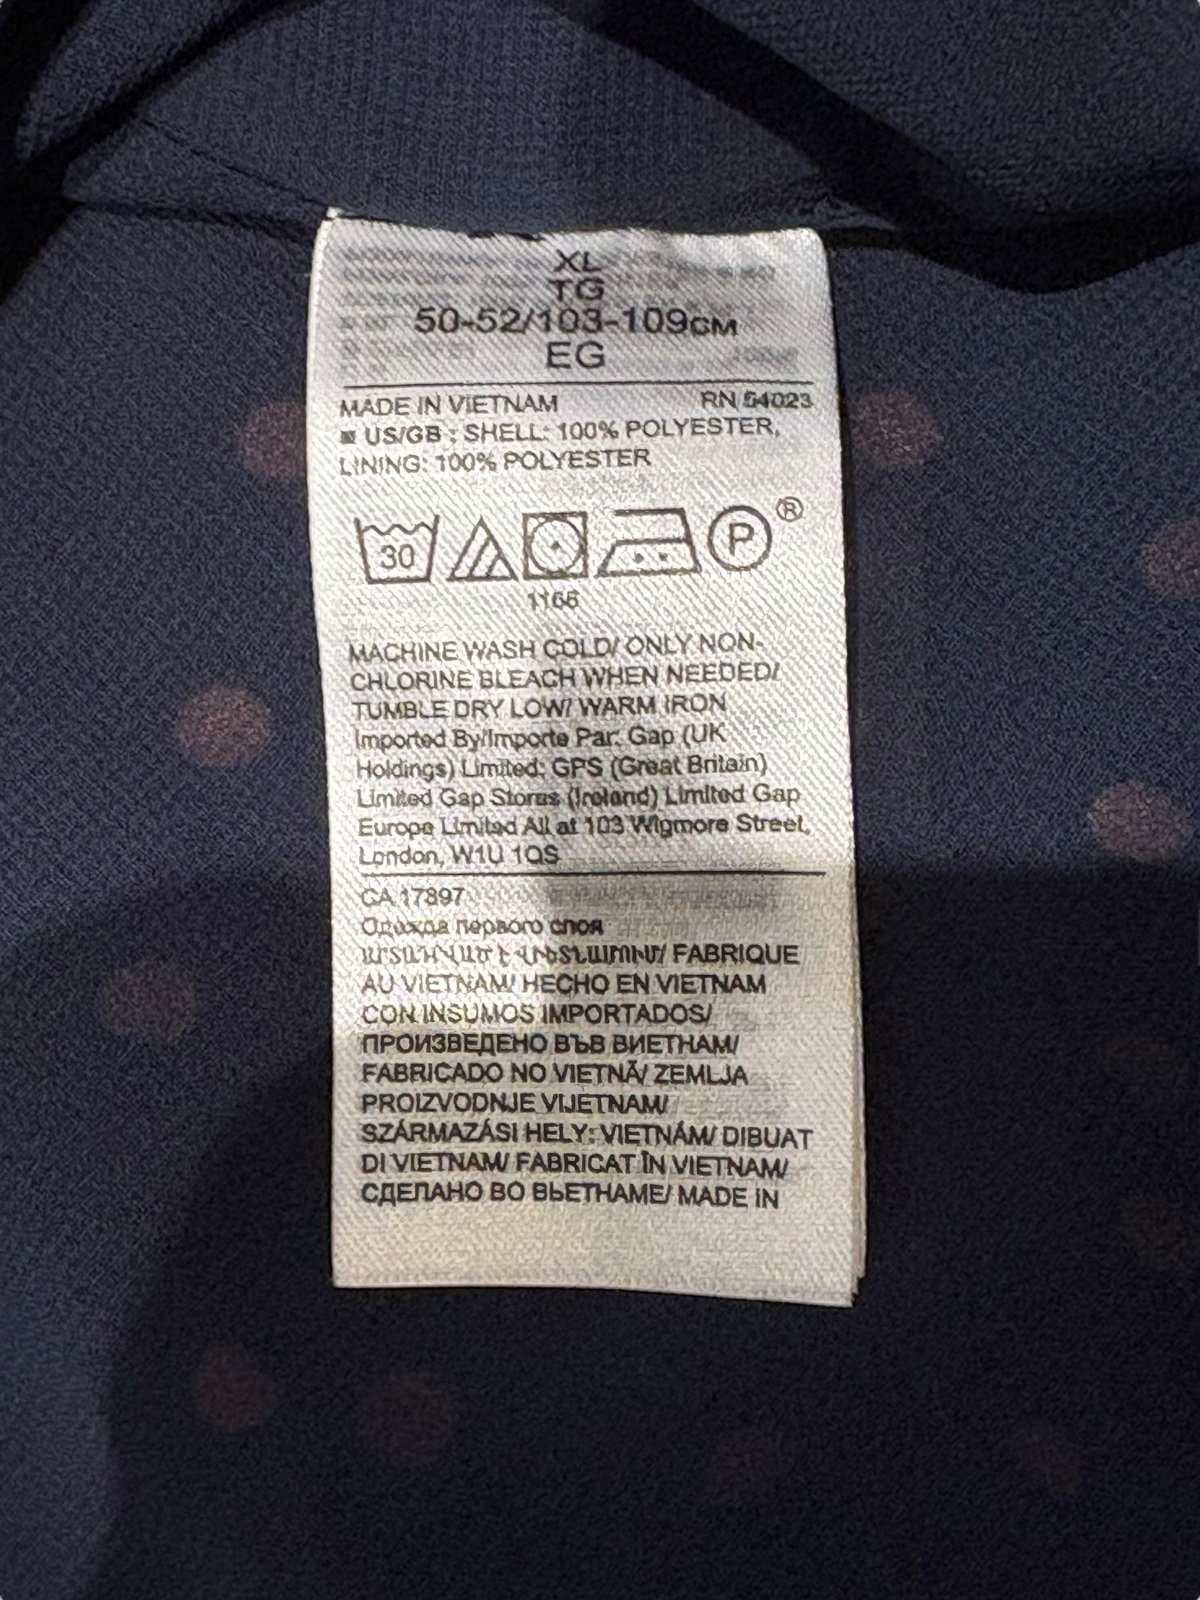 XL
TG
50-52/103-109CM
EG
MADE IN VIETNAM RN 54023
US/GB : SHELL: 100% POLYESTER,
LINING: 100% POLYESTER
30 P ®
1166
MACHINE WASH COLD/ ONLY NON-
CHLORINE BLEACH WHEN NEEDED/
TUMBLE DRY LOW/ WARM IRON
Imported By/Importe Par: Gap (UK
Holdings) Limited; GPS (Great Britain)
Limited Gap Stores (Ireland) Limited Gap
Europe Limited All at 103 Wigmore Street,
London, W1U 1QS
CA 17897
Одежда первого слоя
FABRIQUE
AU VIETNAM/ HECHO EN VIETNAM
CON INSUMOS IMPORTADOS/
ПРОИЗВЕДЕНО ВЪВ ВИЕТНАМ/
FABRICADO NO VIETNÃ/ ZEMLJA
PROIZVODNJE VIJETNAM/
SZÁRMAZÁSI HELY: VIETNÁM/ DIBUAT
DI VIETNAM/ FABRICAT ÎN VIETNAM/
СДЕЛАНО ВО ВЬЕТНАМЕ/ MADE IN